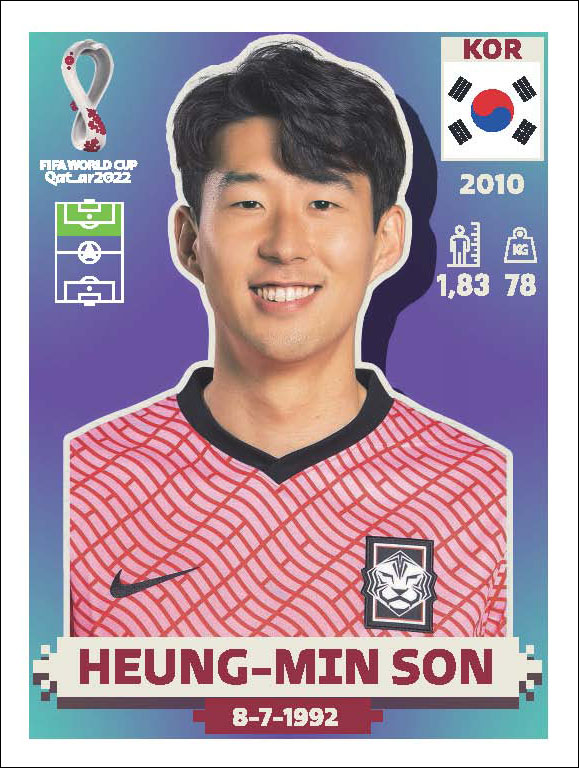 FIFA WORLD CUP
Qatar2022
KOR
2010
KG
1,83 78
HEUNG-MIN SON
8-7-1992